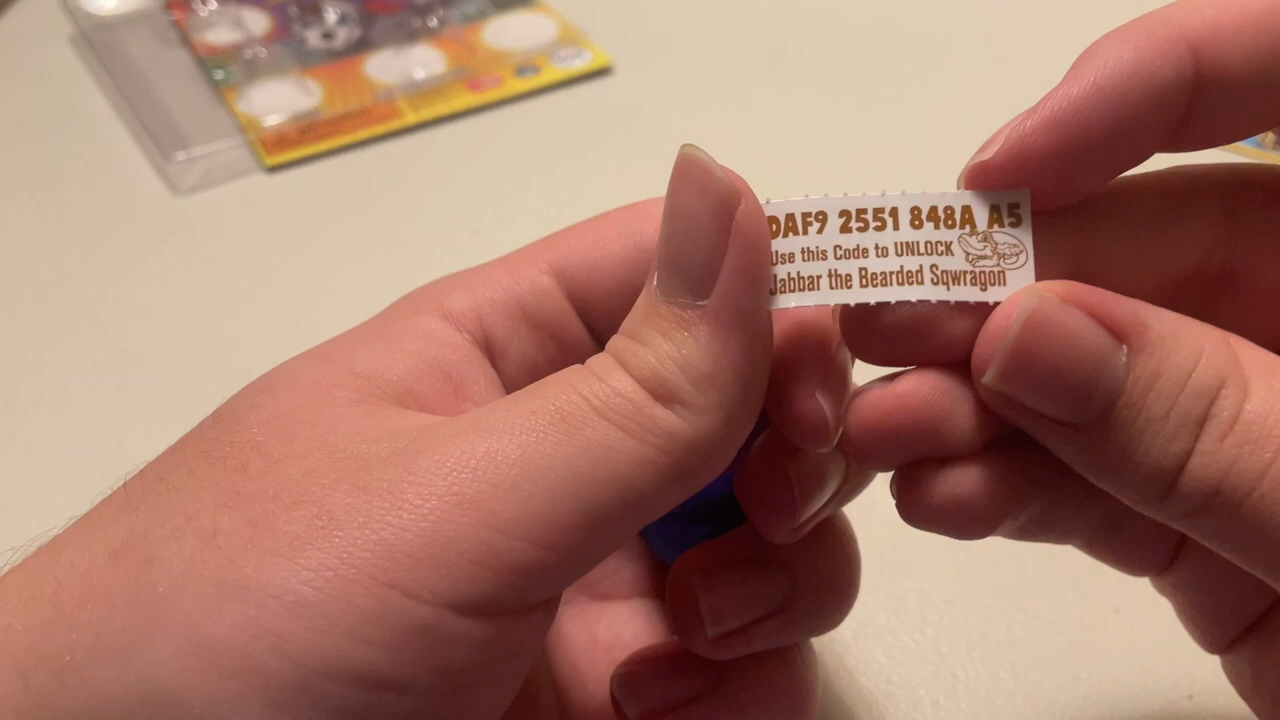 DAF9 2551 848A A5
Use this Code to UNLOCK
Jabbar the Bearded Sqwragon